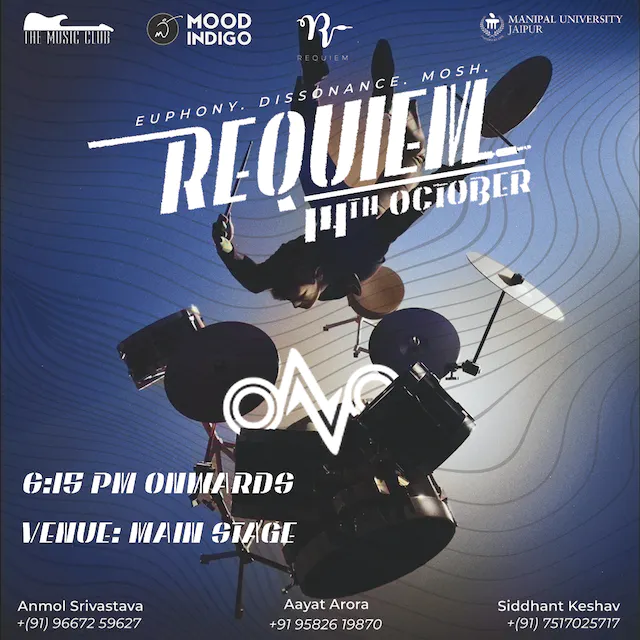 THE MUSIC CLUB
MOOD
INDIGO
REQUIEM
MANIPAL UNIVERSITY
JAIPUR
EUPHONY. DISSONANCE. MOSH.
REQUIEM
14TH OCTOBER
6:15 PM ONWARDS
VENUE: MAIN STAGE
Anmol Srivastava
+(91) 96672 59627
Aayat Arora
+91 95826 19870
Siddhant Keshav
+(91) 7517025717